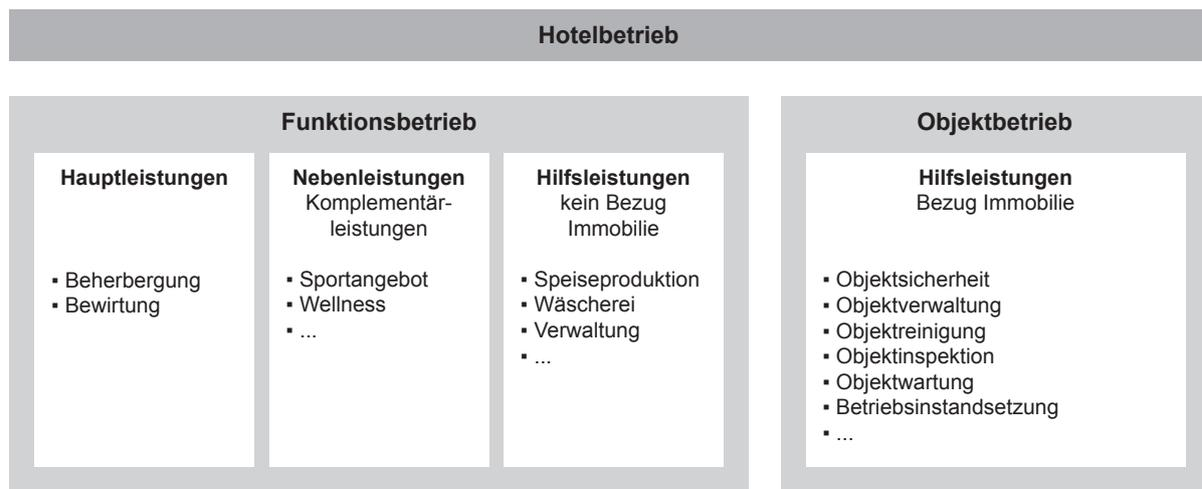 Hotelbetrieb
Funktionsbetrieb
Hauptleistungen
▪ Beherbergung
▪ Bewirtung
Nebenleistungen
Komplementär-
leistungen
▪ Sportangebot
▪ Wellness
▪ ...
Hilfsleistungen
kein Bezug
Immobilie
▪ Speiseproduktion
▪ Wäscherei
▪ Verwaltung
▪ ...
Objektbetrieb
Hilfsleistungen
Bezug Immobilie
▪ Objektsicherheit
▪ Objektverwaltung
▪ Objektreinigung
▪ Objektinspektion
▪ Objektwartung
▪ Betriebsinstandsetzung
▪ ...